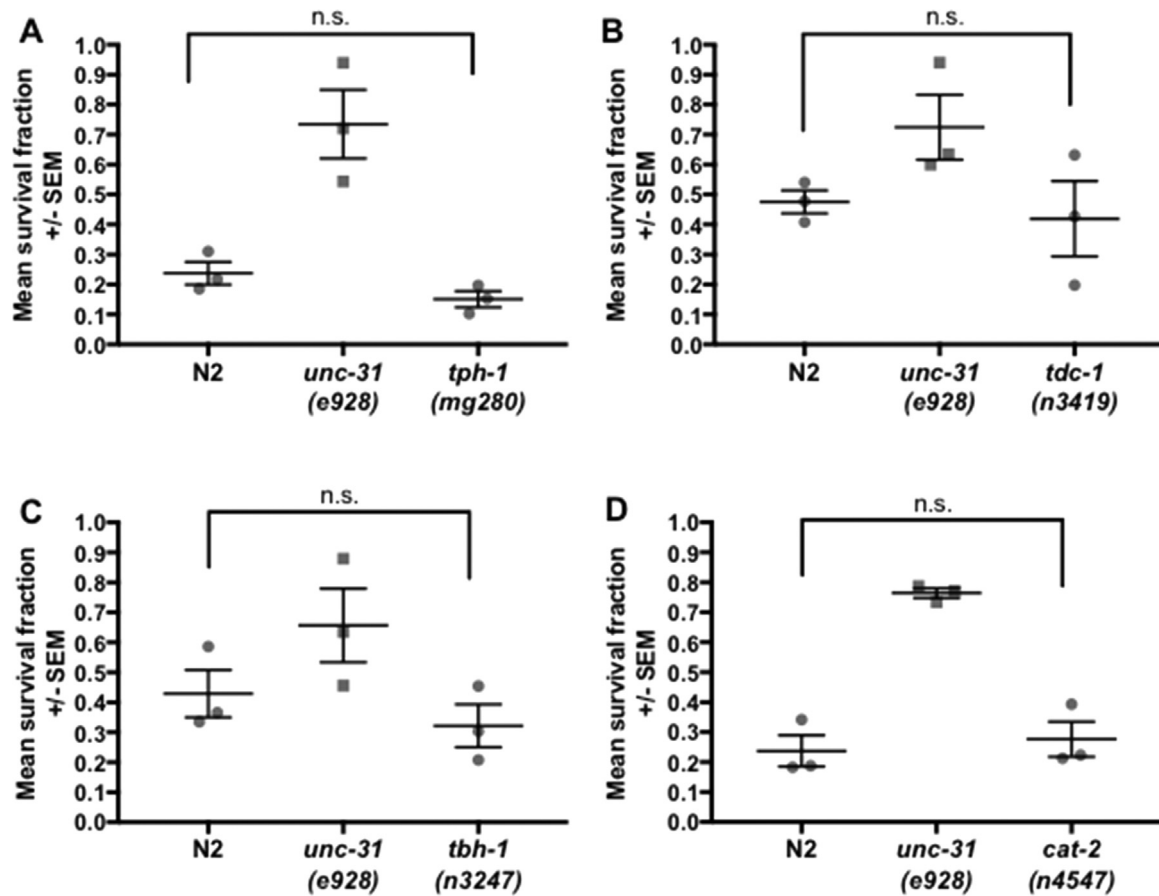 A
n.s.
Mean survival fraction
+/- SEM
1.0
0.9
0.8
0.7
0.6
0.5
0.4
0.3
0.2
0.1
0.0
N2
unc-31
(e928)
tph-1
(mg280)
B
n.s.
Mean survival fraction
+/- SEM
1.0
0.9
0.8
0.7
0.6
0.5
0.4
0.3
0.2
0.1
0.0
N2
unc-31
(e928)
tdc-1
(n3419)
C
n.s.
Mean survival fraction
+/- SEM
1.0
0.9
0.8
0.7
0.6
0.5
0.4
0.3
0.2
0.1
0.0
N2
unc-31
(e928)
tbh-1
(n3247)
D
n.s.
Mean survival fraction
+/- SEM
1.0
0.9
0.8
0.7
0.6
0.5
0.4
0.3
0.2
0.1
0.0
N2
unc-31
(e928)
cat-2
(n4547)